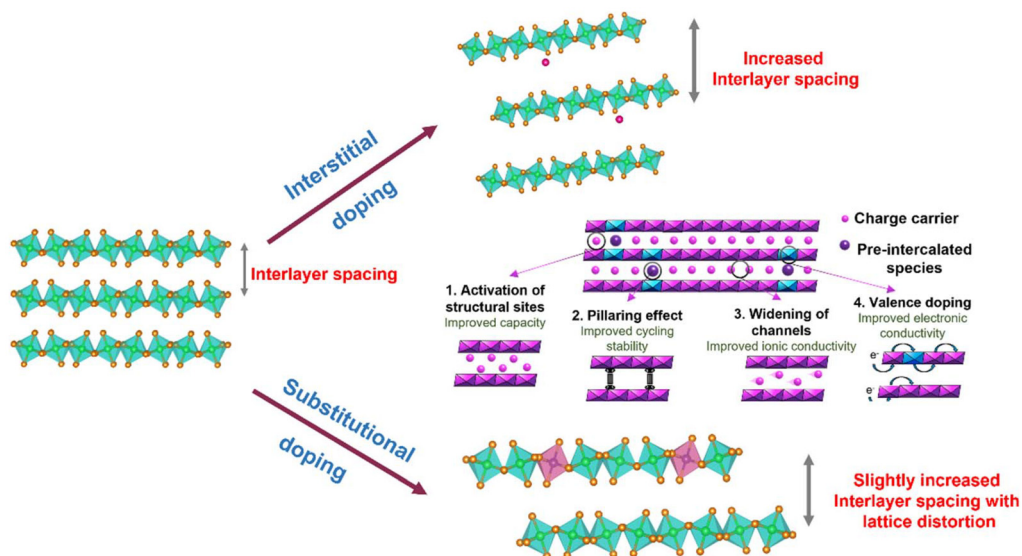 Increased
Interlayer spacing
Interstitial
doping
Interlayer spacing
Charge carrier
Pre-intercalated
species
1. Activation of
structural sites
Improved capacity
2. Pillaring effect
Improved cycling
stability
3. Widening of
channels
Improved ionic conductivity
4. Valence doping
Improved electronic
conductivity
e-
e-
Substitutional
doping
Slightly increased
Interlayer spacing with
lattice distortion